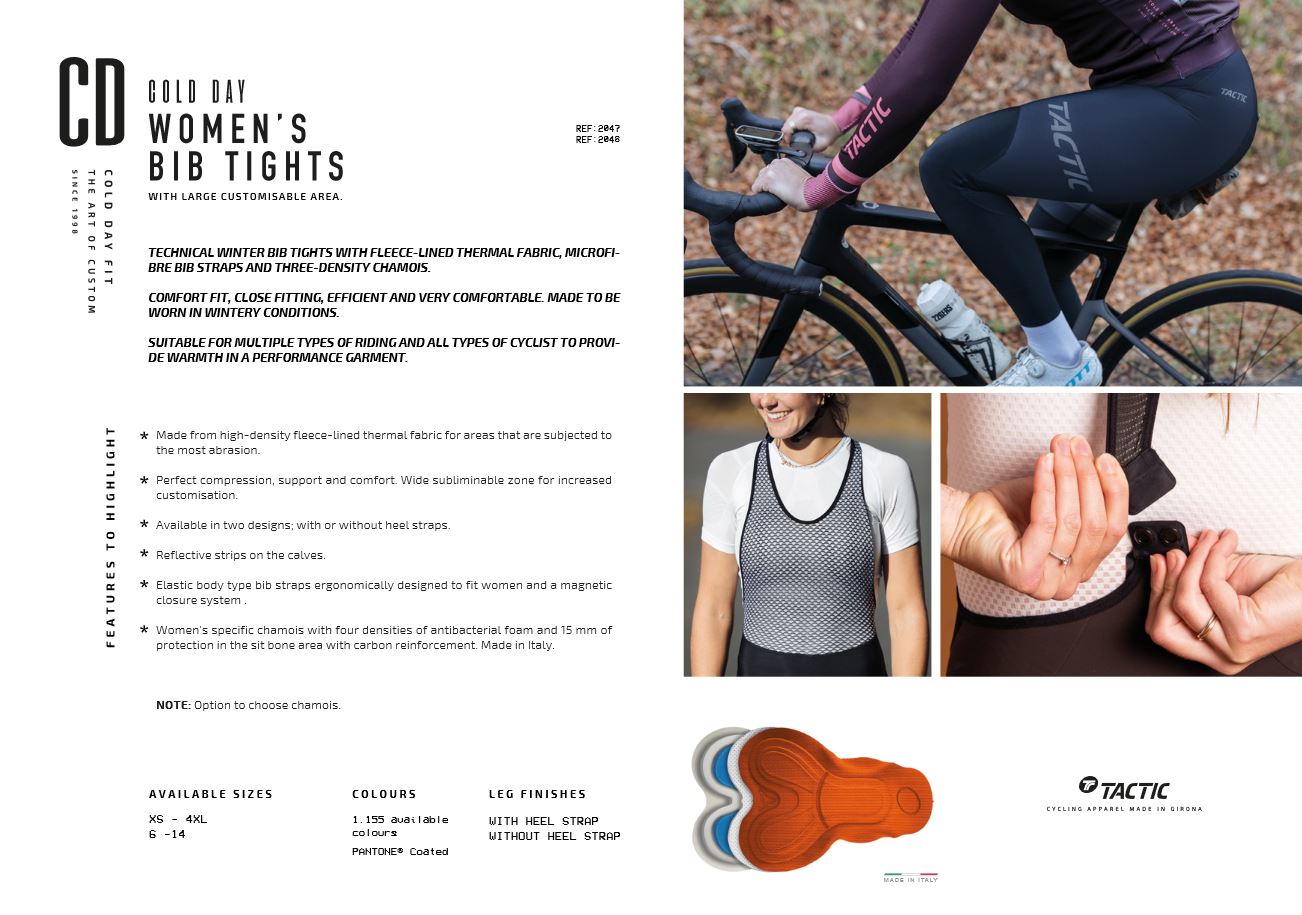 CD
COLD DAY
WOMEN'S
BIB TIGHTS
WITH LARGE CUSTOMISABLE AREA.
REF:2047
REF:2048
COLD DAY FIT
THE ART OF CUSTOM
SINCE 1998
TECHNICAL WINTER BIB TIGHTS WITH FLEECE-LINED THERMAL FABRIC, MICROFI-
BRE BIB STRAPS AND THREE-DENSITY CHAMOIS.
COMFORT FIT, CLOSE FITTING, EFFICIENT AND VERY COMFORTABLE. MADE TO BE
WORN IN WINTERY CONDITIONS.
SUITABLE FOR MULTIPLE TYPES OF RIDING AND ALL TYPES OF CYCLIST TO PROVI-
DE WARMTH IN A PERFORMANCE GARMENT.
FEATURES TO HIGHLIGHT
* Made from high-density fleece-lined thermal fabric for areas that are subjected to
the most abrasion.
* Perfect compression, support and comfort. Wide subliminable zone for increased
customisation.
* Available in two designs; with or without heel straps.
* Reflective strips on the calves.
* Elastic body type bib straps ergonomically designed to fit women and a magnetic
closure system .
* Women's specific chamois with four densities of antibacterial foam and 15 mm of
protection in the sit bone area with carbon reinforcement. Made in Italy.
NOTE: Option to choose chamois.
AVAILABLE SIZES
XS - 4XL
6 -14
COLOURS
1.155 available
colours
PANTONE® Coated
LEG FINISHES
WITH HEEL STRAP
WITHOUT HEEL STRAP
TACTIC
TACTIC
TACTIC
MADE IN ITALY
TACTIC
CYCLING APPAREL MADE IN GIRONA